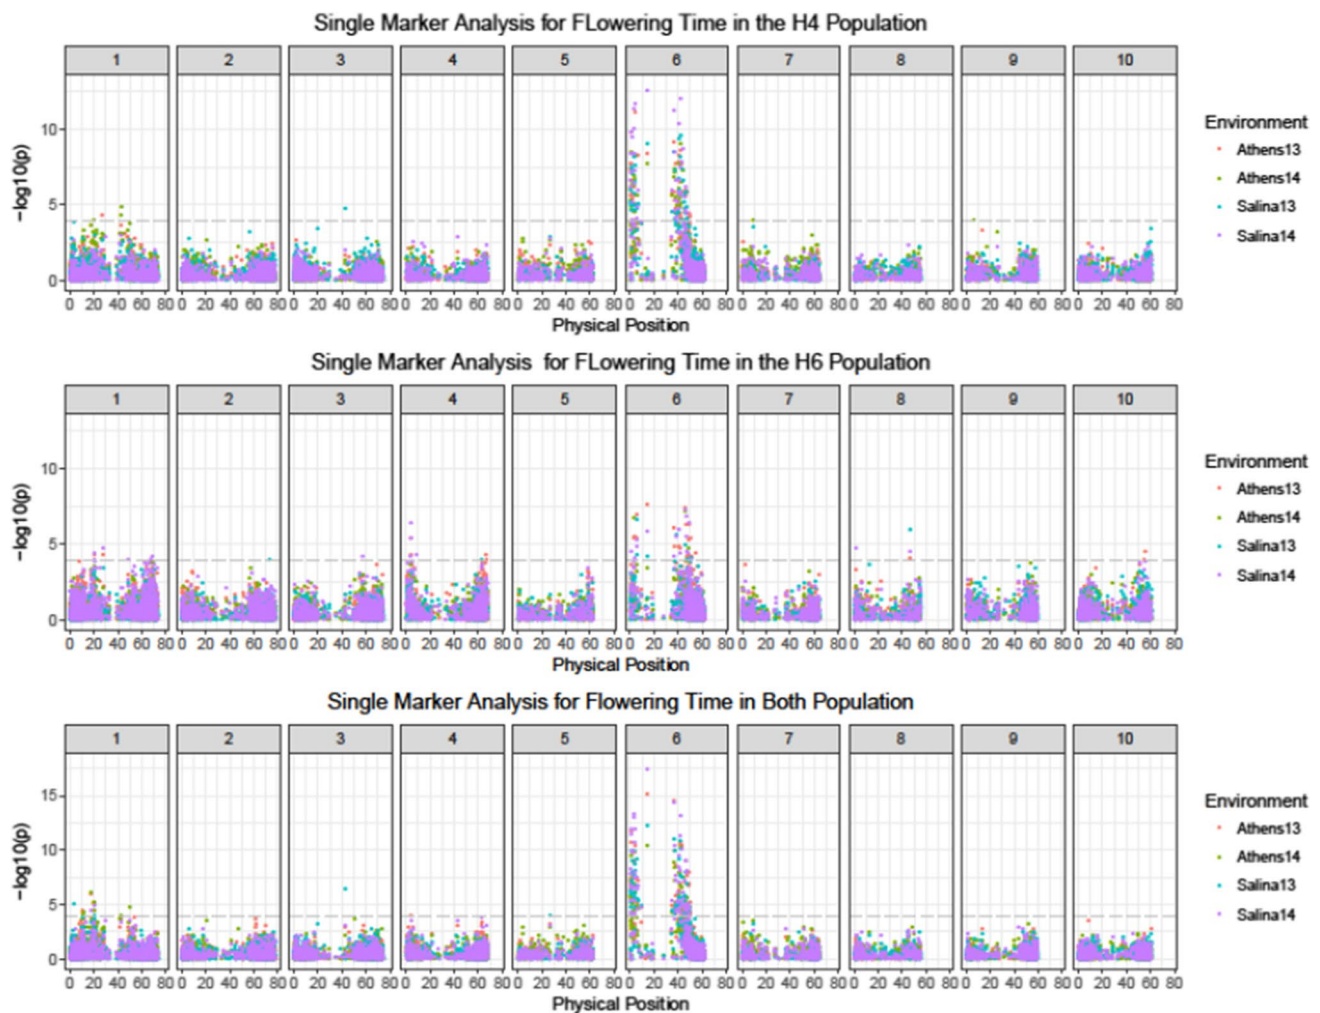 Single Marker Analysis for FLowering Time in the H4 Population
1 2 3 4 5 6 7 8 9 10
10
5
0
−log10(p)
0 20 40 60 80 0 20 40 60 80 0 20 40 60 80 0 20 40 60 80 0 20 40 60 80 0 20 40 60 80 0 20 40 60 80 0 20 40 60 80 0 20 40 60 80 0 20 40 60 80
Physical Position
Environment
Athens13
Athens14
Salina13
Salina14
Single Marker Analysis for FLowering Time in the H6 Population
1 2 3 4 5 6 7 8 9 10
10
5
0
−log10(p)
0 20 40 60 80 0 20 40 60 80 0 20 40 60 80 0 20 40 60 80 0 20 40 60 80 0 20 40 60 80 0 20 40 60 80 0 20 40 60 80 0 20 40 60 80 0 20 40 60 80
Physical Position
Environment
Athens13
Athens14
Salina13
Salina14
Single Marker Analysis for Flowering Time in Both Population
1 2 3 4 5 6 7 8 9 10
15
10
5
0
−log10(p)
0 20 40 60 80 0 20 40 60 80 0 20 40 60 80 0 20 40 60 80 0 20 40 60 80 0 20 40 60 80 0 20 40 60 80 0 20 40 60 80 0 20 40 60 80 0 20 40 60 80
Physical Position
Environment
Athens13
Athens14
Salina13
Salina14